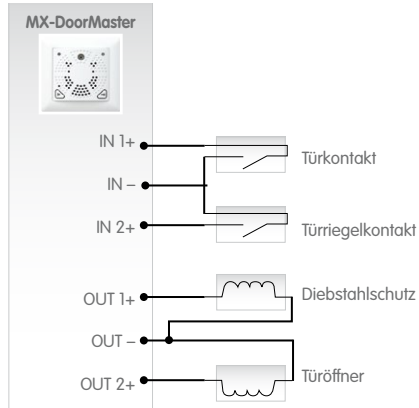 MX-DoorMaster
IN 1+
Türkontakt
IN –
IN 2+
Türriegelkontakt
OUT 1+
Diebstahlschutz
OUT –
OUT 2+
Türöffner